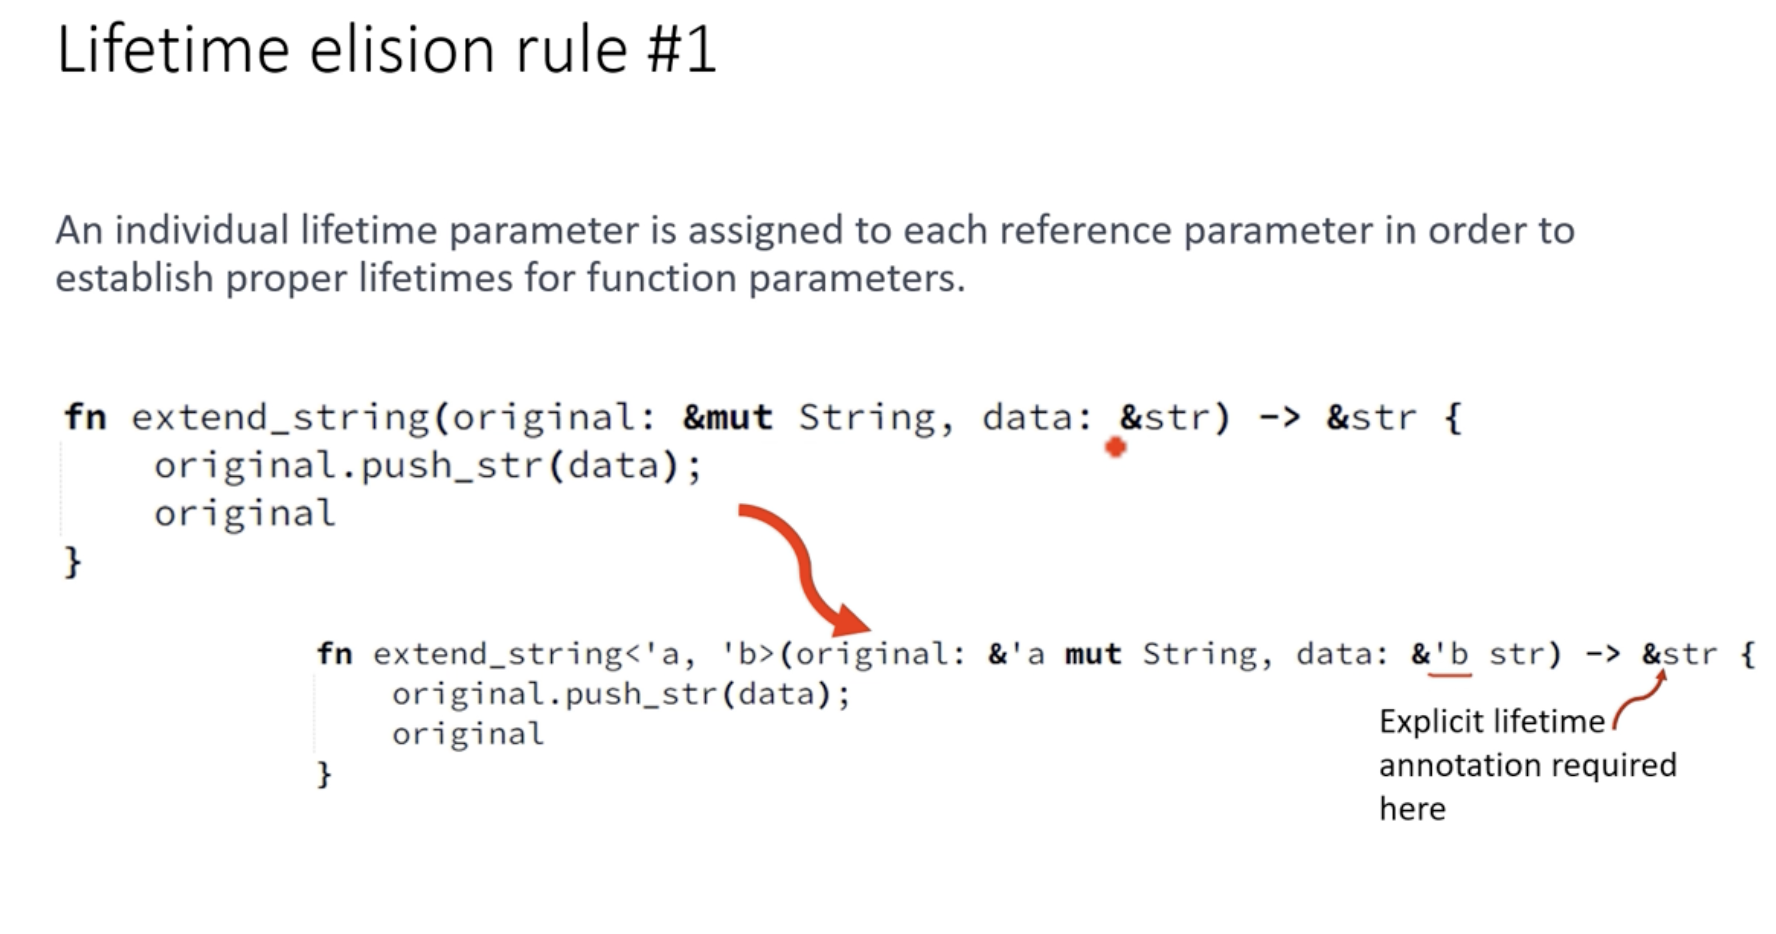 Lifetime elision rule #1
An individual lifetime parameter is assigned to each reference parameter in order to
establish proper lifetimes for function parameters.
fn extend_string(original: &mut String, data: &str) -> &str {
original.push_str(data);
original
}
fn extend_string<'a, 'b>(original: &'a mut String, data: &'b str) -> &str {
original.push_str(data);
original
}
Explicit lifetime
annotation required
here